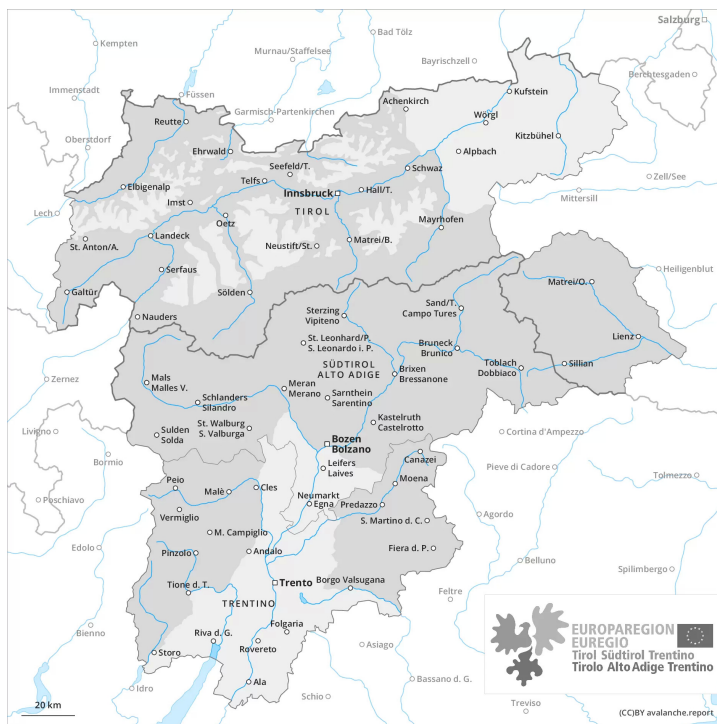 Salzburg
Bad Tölz
Kempten
Murnau/Staffelsee
Bayrischzell
Berchtesgaden
Immenstadt
Füssen
Achenkirch
Kufstein
Garmisch-Partenkirchen
Reutte
Wörgl
Kitzbühel
Oberstdorf
Ehrwald
Alpbach
Seefeld/T.
Schwaz
Telfs
Zell/See
Elbigenalp
Innsbruck
Hall/T.
Mittersill
Imst
TIROL
Lech
Oetz
Mayrhofen
Landeck
Matrei/B.
St. Anton/A.
Neustift/St.
Serfaus
Heiligenblut
Matrei/O.
Galtür
Sölden
Sand/T.
Campo Tures
Sterzing
Vipiteno
Nauders
Lienz
St. Leonhard/P.
S. Leonardo i. P.
Bruneck
Brunico
Toblach
Dobbiaco
Sillian
SÜDTIROL
ALTO ADIGE
Brixen
Bressanone
Zernez
Mals
Malles V.
Meran
Merano
Sarnthein
Sarentino
Schlanders
Silandro
Kastelruth
Castelrotto
St. Walburg
S. Valburga
Livigno
Sulden
Solda
Cortina d'Ampezzo
Bozen
Bolzano
Bormio
Canazei
Pieve di Cadore
Leifers
Laives
Tolmezzo
Peio
Moena
Malè
Cles
Neumarkt
Egna
Predazzo
Poschiavo
Vermiglio
Agordo
S. Martino d. C.
M. Campiglio
Edolo
Pinzolo
Andalo
Fiera d. P.
Belluno
Spilimbergo
Tione d. T.
Trento
Borgo Valsugana
Feltre
TRENTINO
Folgaria
Bienno
Riva d. G.
Rovereto
Asiago
Storo
Bassano d. G.
Ala
Idro
Schio
Treviso
EUROPAREGION
EUREGIO
Tirol Südtirol Trentino
Tirolo Alto Adige Trentino
20 km
(CC)BY avalanche.report